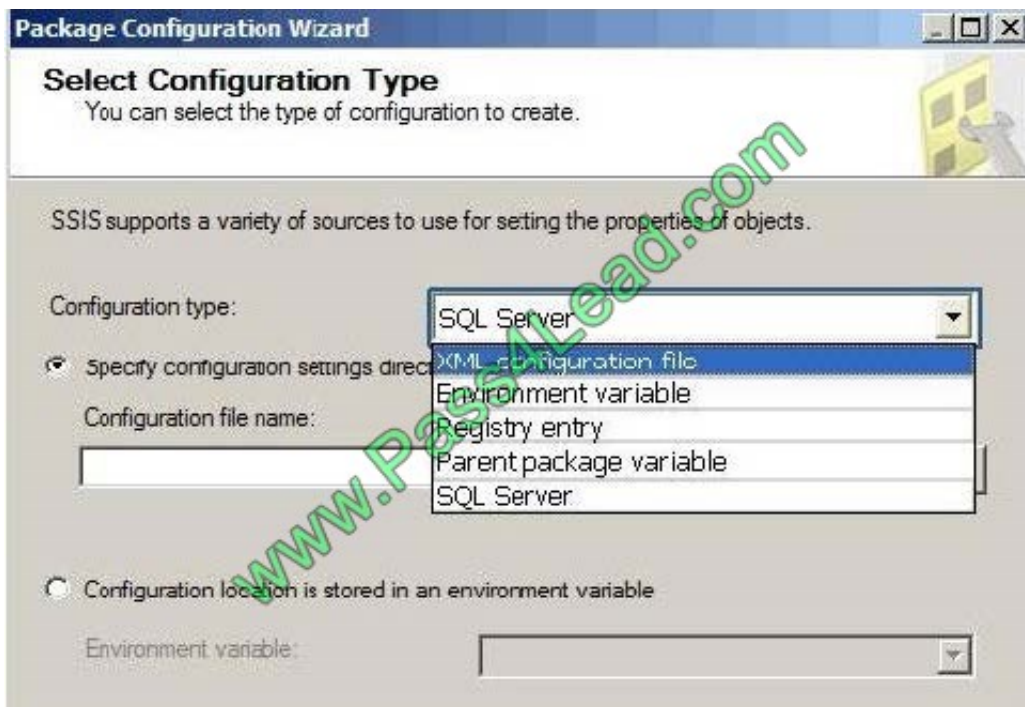 Package Configuration Wizard
Select Configuration Type
You can select the type of configuration to create.
SSIS supports a variety of sources to use for setting the properties of objects.
Configuration type:
SQL Server
XML configuration file
Specify configuration settings direc
Environment variable
Configuration file name:
Registry entry
Parent package variable
SQL Server
Configuration location is stored in an environment variable
Environment variable:
www.Pass4Lead.com